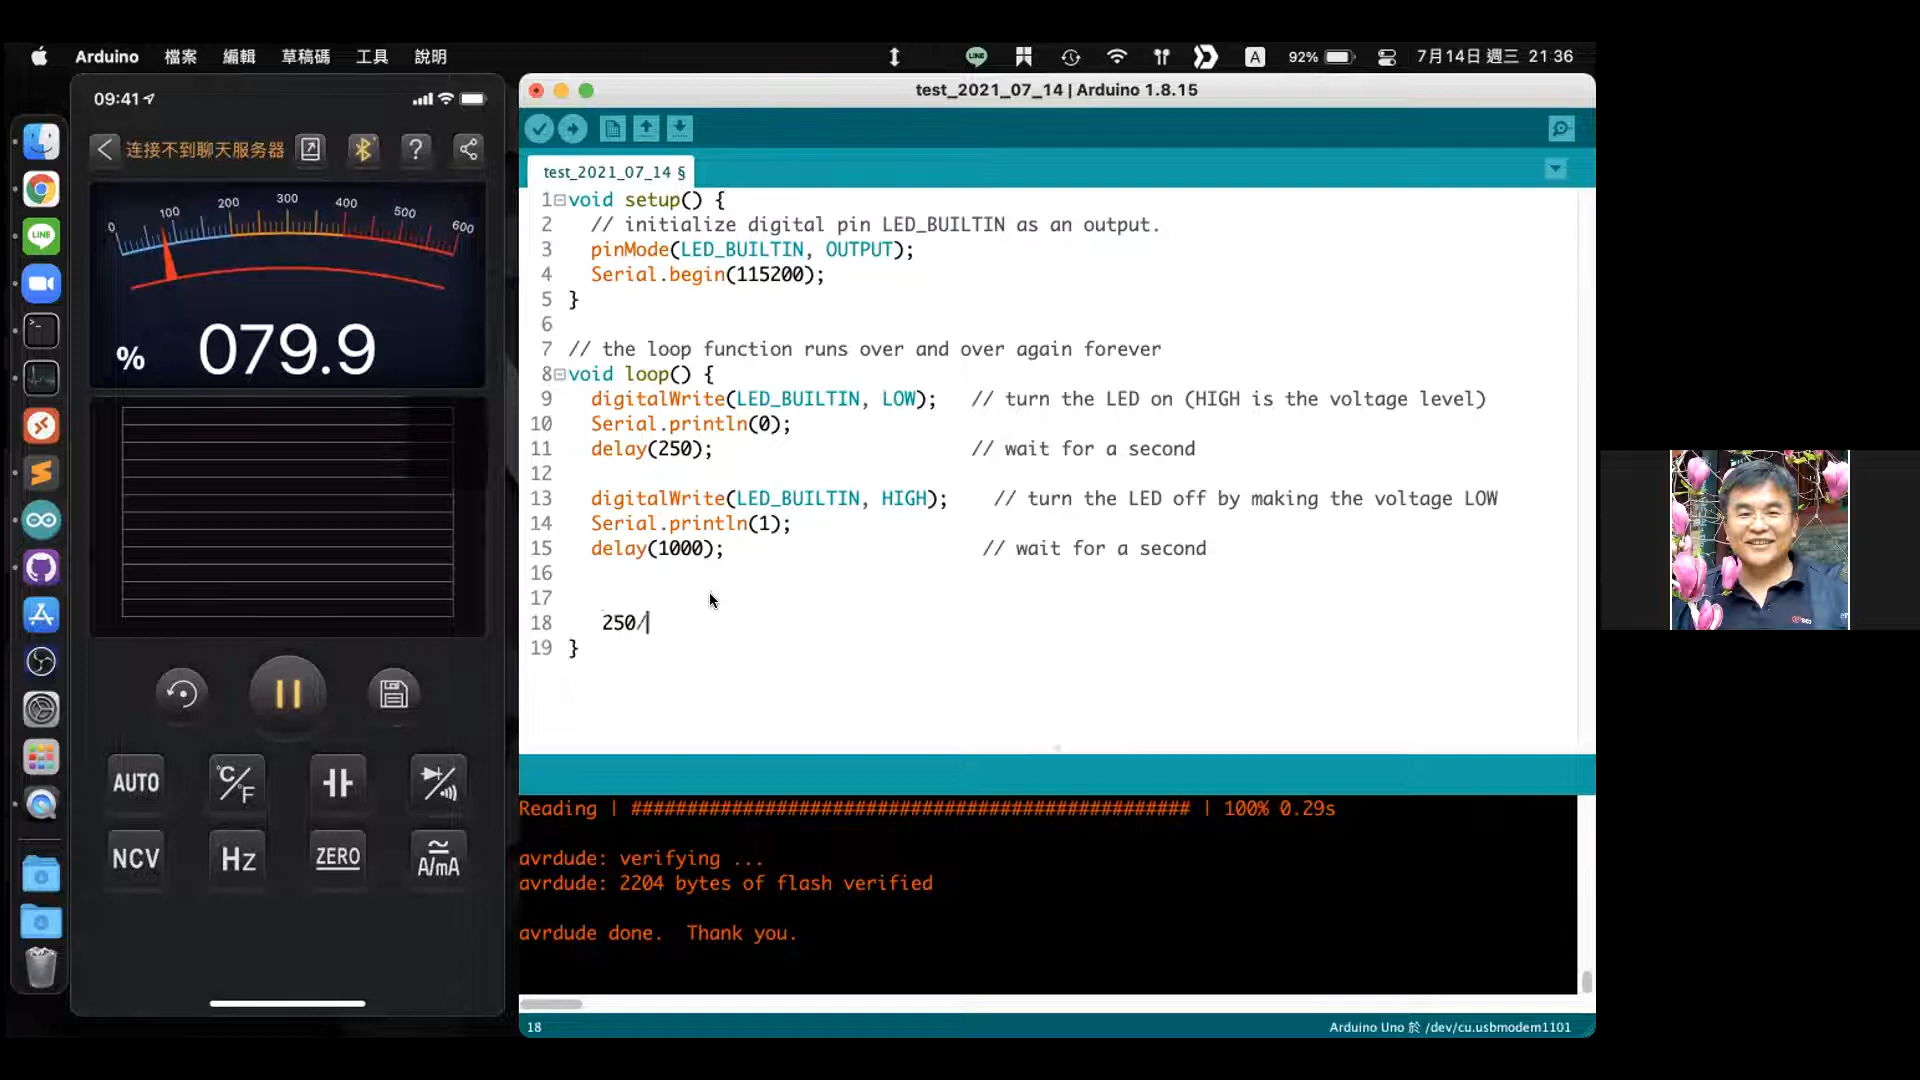 Arduino 檔案 編輯 草稿碼 工具 說明
LINE A 92% 7月14日 週三 21:36
09:41
连接不到聊天服务器 ?
0 100 200 300 400 500 600
% 079.9
AUTO °C/°F
NCV Hz ZERO A/mA
LINE
test_2021_07_14 | Arduino 1.8.15
test_2021_07_14 §
1 void setup() {
2 // initialize digital pin LED_BUILTIN as an output.
3 pinMode(LED_BUILTIN, OUTPUT);
4 Serial.begin(115200);
5 }
6
7 // the loop function runs over and over again forever
8 void loop() {
9 digitalWrite(LED_BUILTIN, LOW); // turn the LED on (HIGH is the voltage level)
10 Serial.println(0);
11 delay(250); // wait for a second
12
13 digitalWrite(LED_BUILTIN, HIGH); // turn the LED off by making the voltage LOW
14 Serial.println(1);
15 delay(1000); // wait for a second
16
17
18 250/
19 }
Reading | ################################################## | 100% 0.29s
avrdude: verifying ...
avrdude: 2204 bytes of flash verified
avrdude done. Thank you.
18 Arduino Uno 於 /dev/cu.usbmodem1101